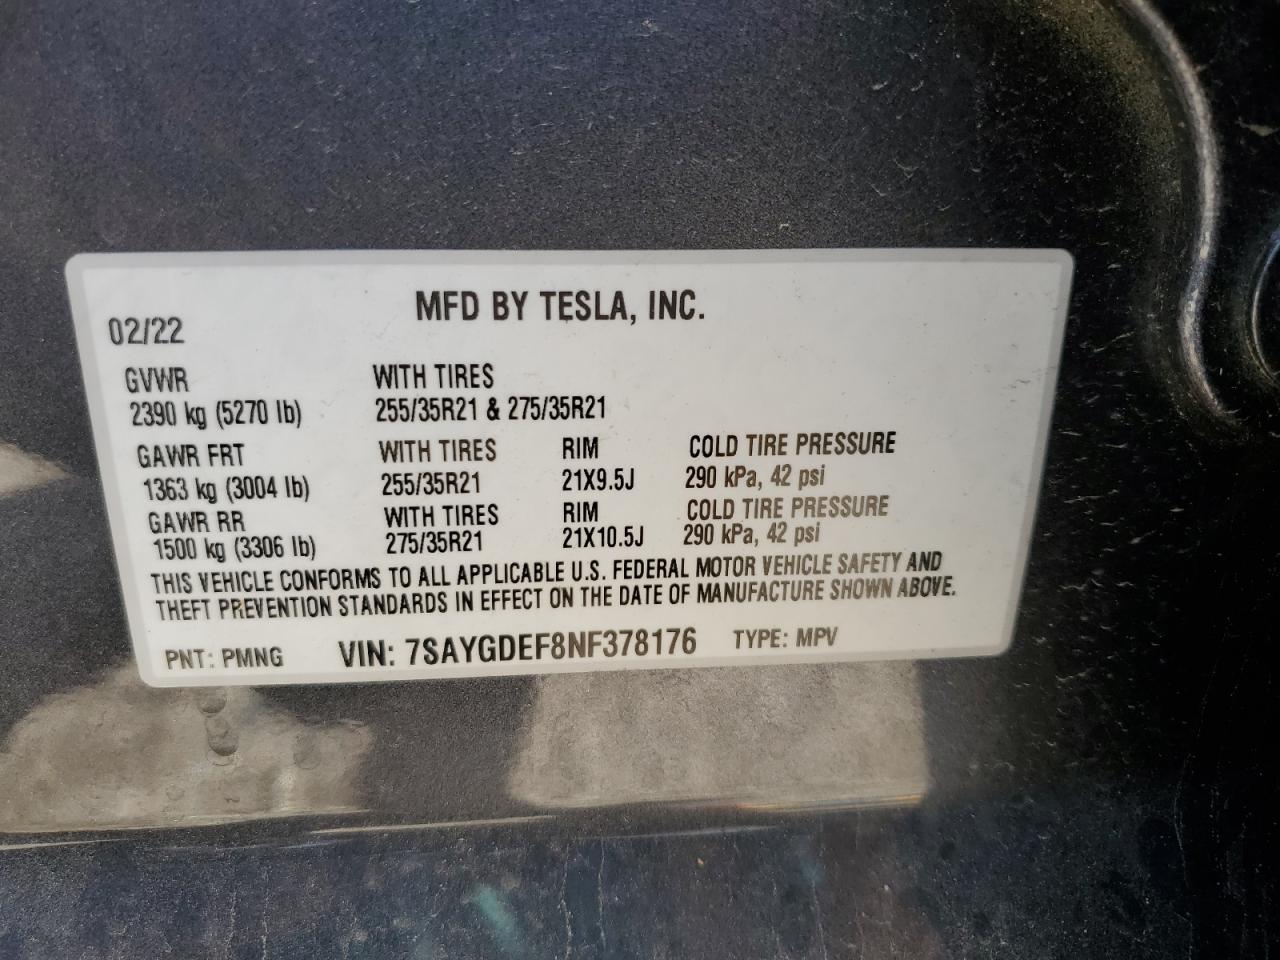 MFD BY TESLA, INC.
02/22
GVWR WITH TIRES
2390 kg (5270 lb) 255/35R21 & 275/35R21
GAWR FRT WITH TIRES RIM COLD TIRE PRESSURE
1363 kg (3004 lb) 255/35R21 21X9.5J 290 kPa, 42 psi
GAWR RR WITH TIRES RIM COLD TIRE PRESSURE
1500 kg (3306 lb) 275/35R21 21X10.5J 290 kPa, 42 psi
THIS VEHICLE CONFORMS TO ALL APPLICABLE U.S. FEDERAL MOTOR VEHICLE SAFETY AND
THEFT PREVENTION STANDARDS IN EFFECT ON THE DATE OF MANUFACTURE SHOWN ABOVE.
PNT: PMNG VIN: 7SAYGDEF8NF378176 TYPE: MPV